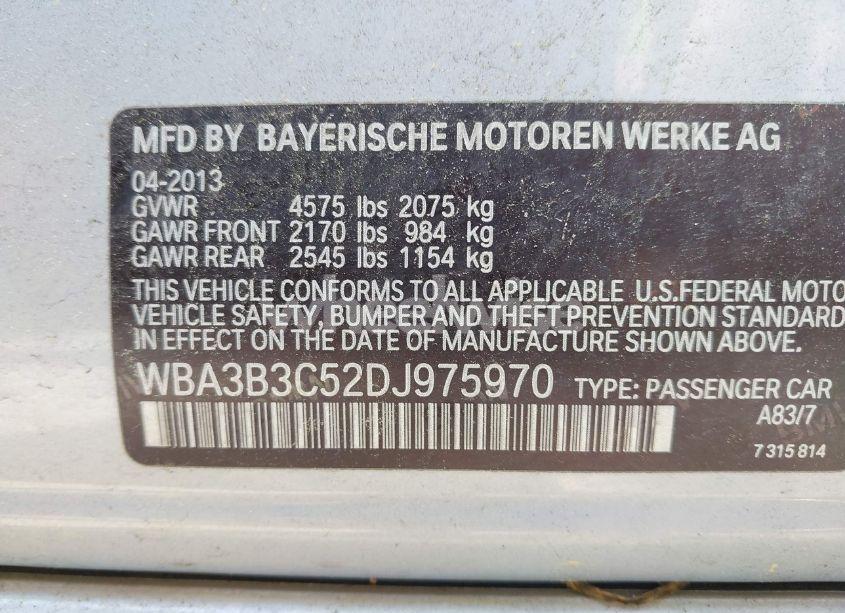 MFD BY BAYERISCHE MOTOREN WERKE AG
04-2013
GVWR 4575 lbs 2075 kg
GAWR FRONT 2170 lbs 984 kg
GAWR REAR 2545 lbs 1154 kg
THIS VEHICLE CONFORMS TO ALL APPLICABLE U.S.FEDERAL MOTO
VEHICLE SAFETY, BUMPER AND THEFT PREVENTION STANDARD
IN EFFECT ON THE DATE OF MANUFACTURE SHOWN ABOVE.
WBA3B3C52DJ975970 TYPE: PASSENGER CAR
A83/7
7 315 814